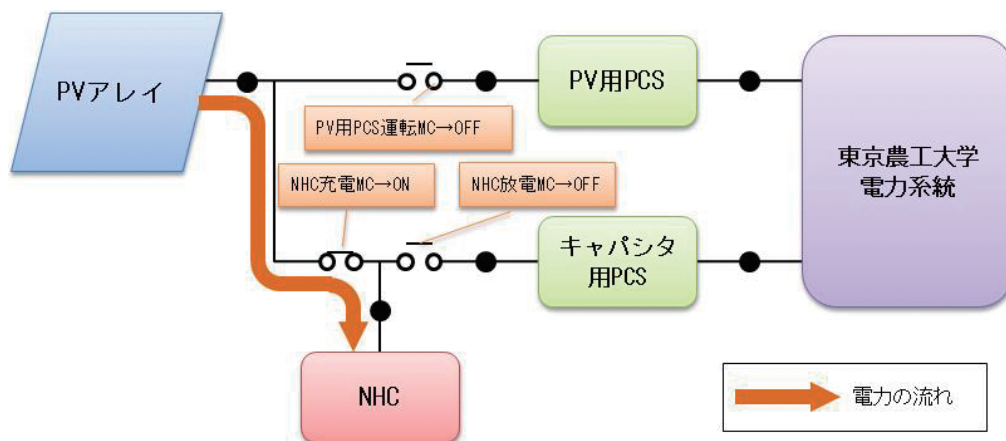 PVアレイ
PV用PCS
PV用PCS運転MC→OFF
東京農工大学
電力系統
NHC充電MC→ON
NHC放電MC→OFF
キャパシタ
用PCS
NHC
電力の流れ